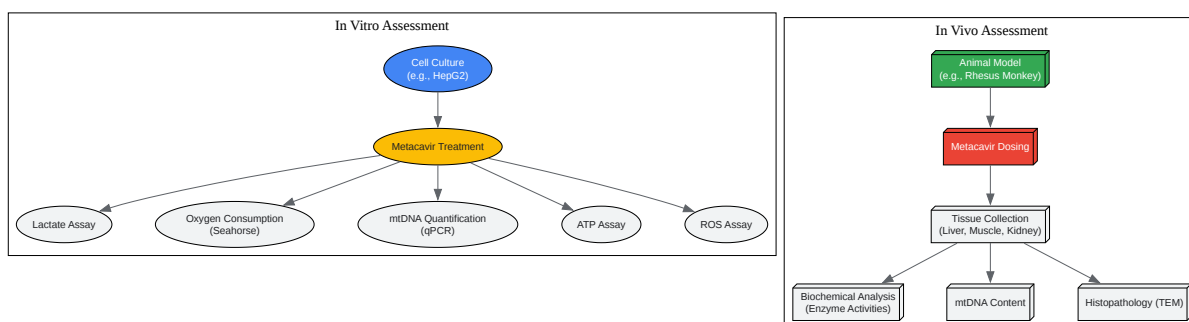 In Vitro Assessment
Cell Culture
(e.g., HepG2)
Metacavir Treatment
Lactate Assay
Oxygen Consumption
(Seahorse)
mtDNA Quantification
(qPCR)
ATP Assay
ROS Assay
In Vivo Assessment
Animal Model
(e.g., Rhesus Monkey)
Metacavir Dosing
Tissue Collection
(Liver, Muscle, Kidney)
Biochemical Analysis
(Enzyme Activities)
mtDNA Content
Histopathology (TEM)